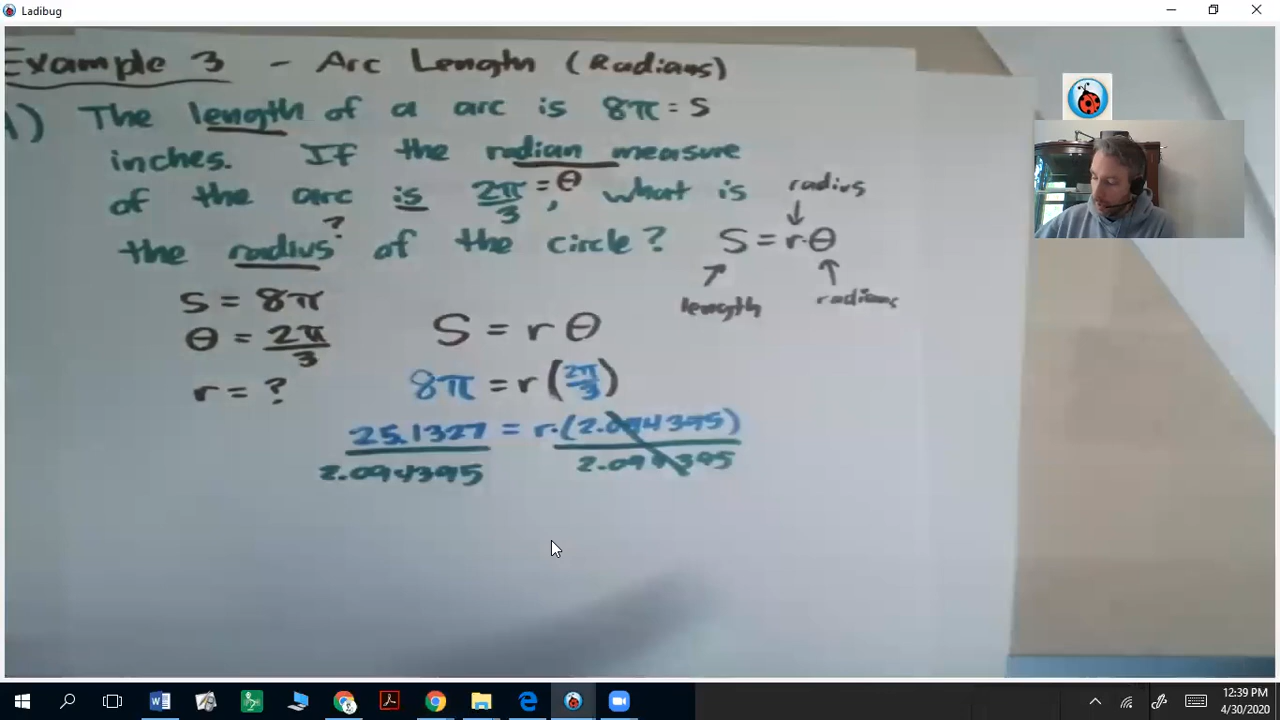 Ladibug
Example 3 - Arc Length (Radians)
A) The length of a arc is 8π = S
inches. If the radian measure
of the arc is 2π/3 = θ, what is
the radius? of the circle?
radius
S = r·θ
length radians
S = 8π
θ = 2π/3
r = ?
S = r θ
8π = r (2π/3)
25.1327 = r·(2.094395)
2.094395 2.094395
12:39 PM
4/30/2020